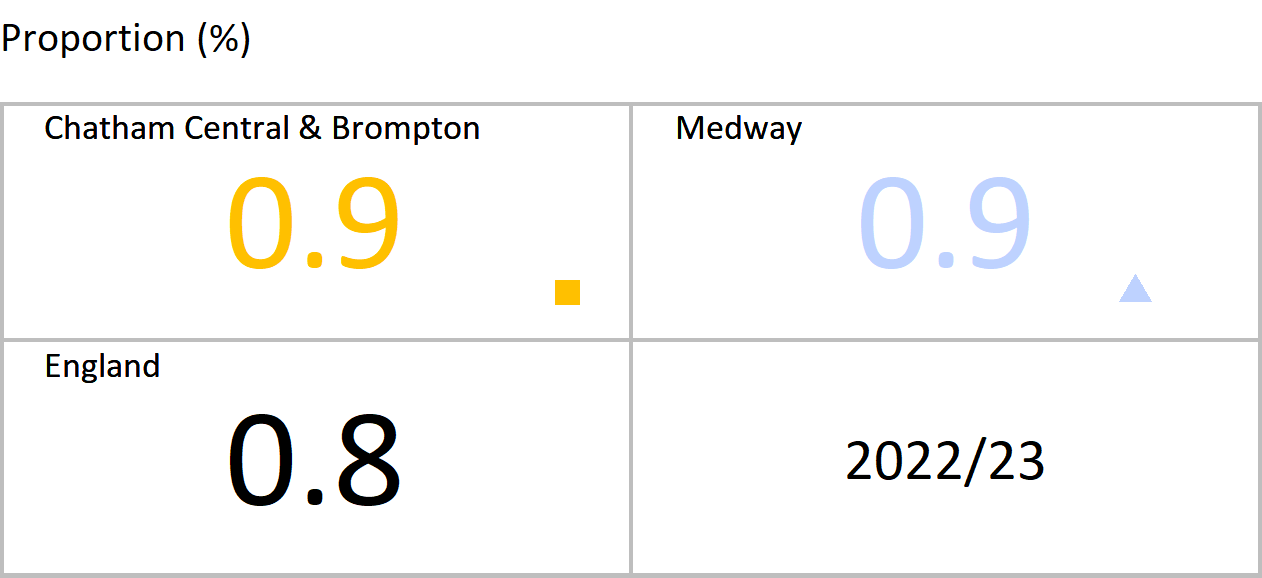 Proportion (%)
Chatham Central & Brompton
0.9
Medway
0.9
England
0.8
2022/23